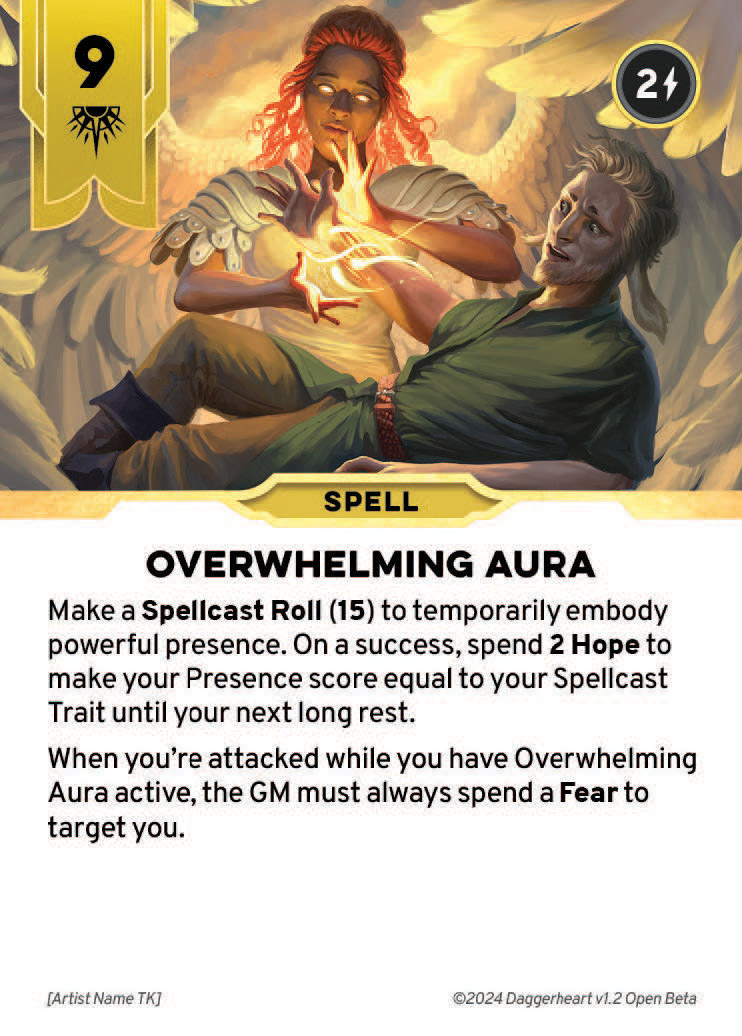 9
2
SPELL
OVERWHELMING AURA
Make a Spellcast Roll (15) to temporarily embody
powerful presence. On a success, spend 2 Hope to
make your Presence score equal to your Spellcast
Trait until your next long rest.
When you're attacked while you have Overwhelming
Aura active, the GM must always spend a Fear to
target you.
[Artist Name TK]
©2024 Daggerheart v1.2 Open Beta